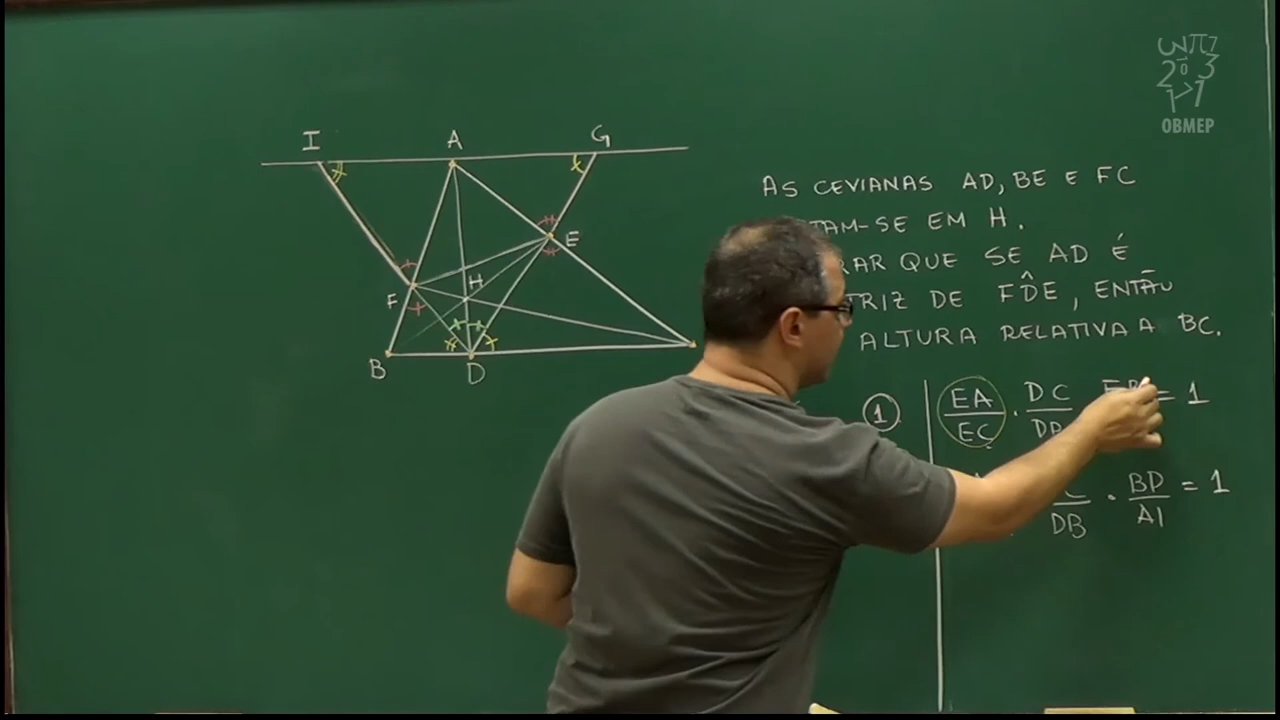 I A G
E
F H
B D
AS CEVIANAS AD, BE E FC
TAM-SE EM H.
RAR QUE SE AD É
TRIZ DE FD̂E, ENTÃO
ALTURA RELATIVA A BC.
1 EA/EC · DC/DB = 1
C/DB · BD/AI = 1
OBMEP